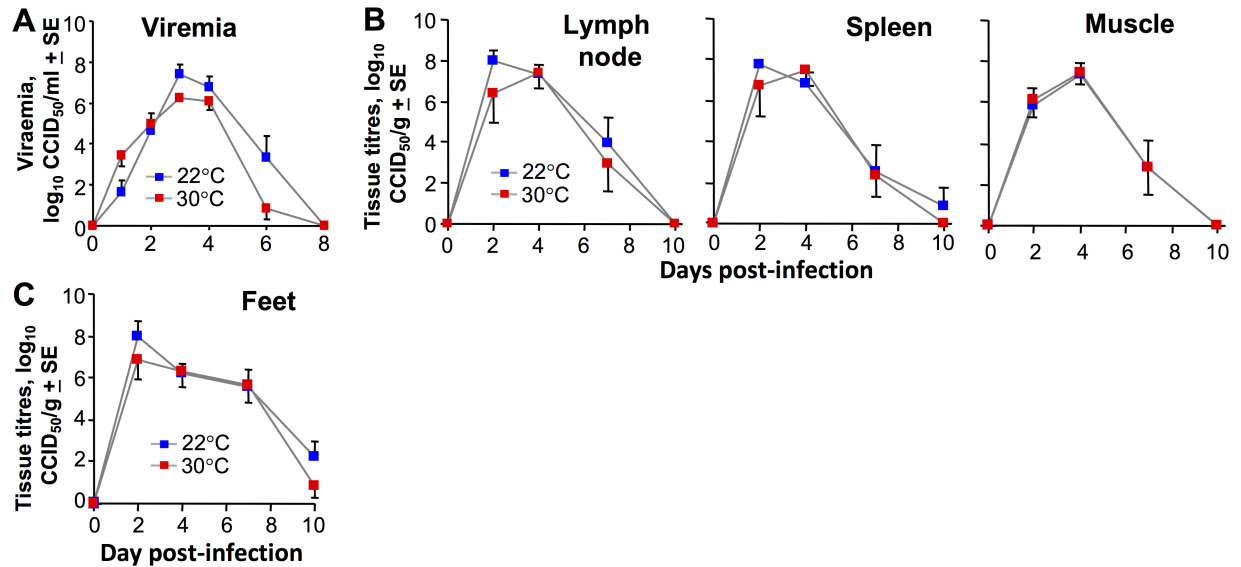 A
Viremia
Viraemia,
log10 CCID50/ml ± SE
10
8
6
4
2
0
22°C
30°C
0 2 4 6 8
B
Lymph
node
Tissue titres, log10
CCID50/g ± SE
10
8
6
4
2
0
22°C
30°C
0 2 4 6 8 10
Spleen
0 2 4 6 8 10
Muscle
0 2 4 6 8 10
Days post-infection
C
Feet
Tissue titres, log10
CCID50/g ± SE
10
8
6
4
2
0
22°C
30°C
0 2 4 6 8 10
Day post-infection